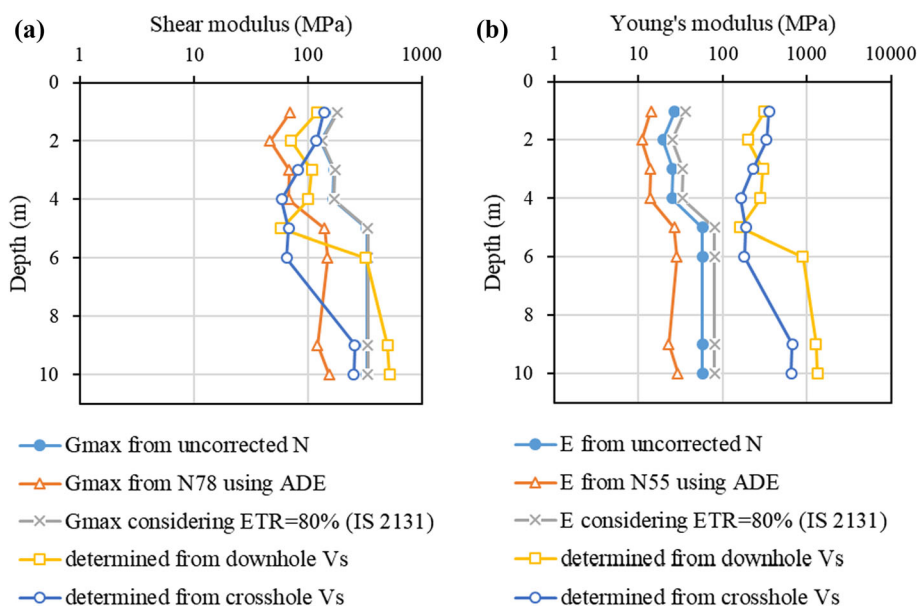 (a)
Shear modulus (MPa)
1 10 100 1000
0
2
4
6
8
10
Depth (m)
Gmax from uncorrected N
Gmax from N78 using ADE
Gmax considering ETR=80% (IS 2131)
determined from downhole Vs
determined from crosshole Vs
(b)
Young's modulus (MPa)
1 10 100 1000 10000
0
2
4
6
8
10
Depth (m)
E from uncorrected N
E from N55 using ADE
E considering ETR=80% (IS 2131)
determined from downhole Vs
determined from crosshole Vs